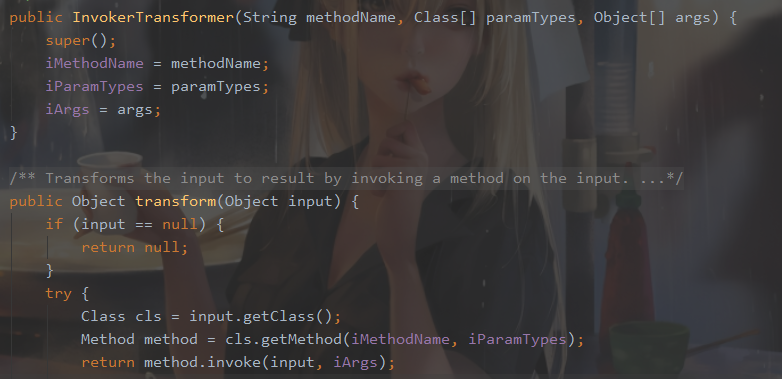 public InvokerTransformer(String methodName, Class[] paramTypes, Object[] args) {
    super();
    iMethodName = methodName;
    iParamTypes = paramTypes;
    iArgs = args;
}

/** Transforms the input to result by invoking a method on the input. ...*/
public Object transform(Object input) {
    if (input == null) {
        return null;
    }
    try {
        Class cls = input.getClass();
        Method method = cls.getMethod(iMethodName, iParamTypes);
        return method.invoke(input, iArgs);